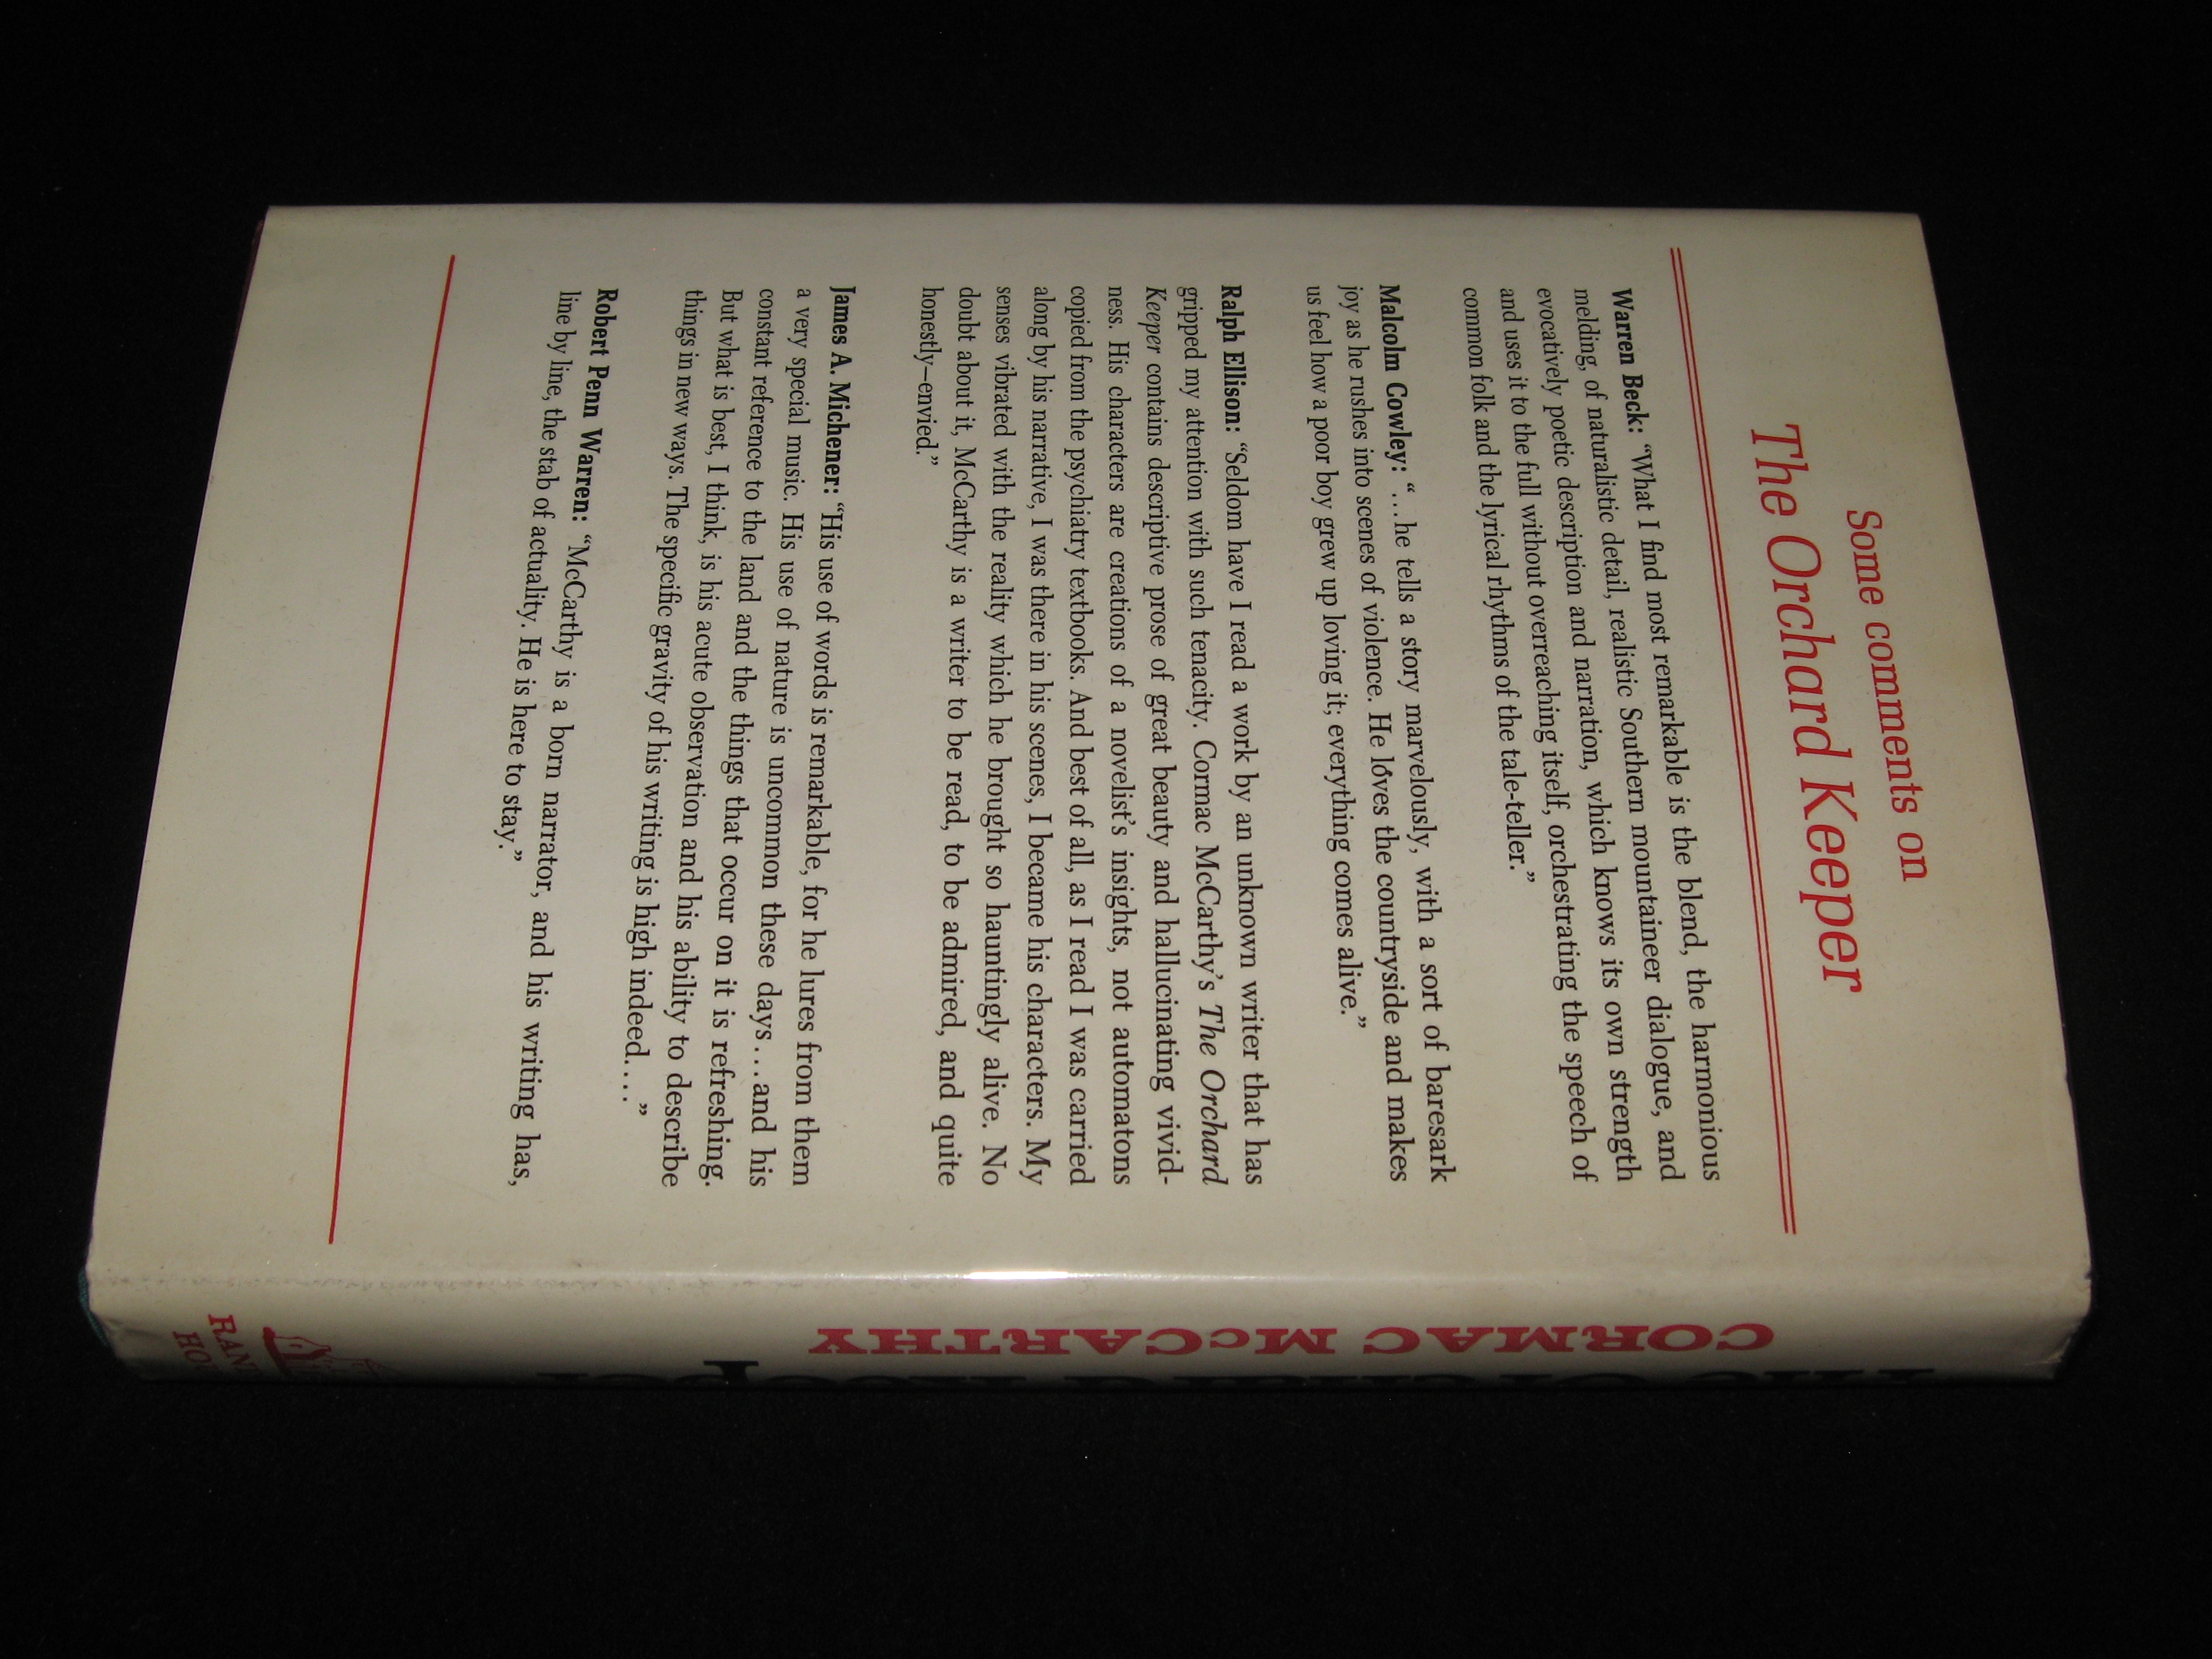 Some comments on
The Orchard Keeper
Warren Beck: “What I find most remarkable is the blend, the harmonious
melding, of naturalistic detail, realistic Southern mountaineer dialogue, and
evocatively poetic description and narration, which knows its own strength
and uses it to the full without overreaching itself, orchestrating the speech of
common folk and the lyrical rhythms of the tale-teller.”
Malcolm Cowley: “...he tells a story marvelously, with a sort of baresark
joy as he rushes into scenes of violence. He loves the countryside and makes
us feel how a poor boy grew up loving it; everything comes alive.”
Ralph Ellison: “Seldom have I read a work by an unknown writer that has
gripped my attention with such tenacity. Cormac McCarthy’s The Orchard
Keeper contains descriptive prose of great beauty and hallucinating vivid-
ness. His characters are creations of a novelist’s insights, not automatons
copied from the psychiatry textbooks. And best of all, as I read I was carried
along by his narrative, I was there in his scenes, I became his characters. My
senses vibrated with the reality which he brought so hauntingly alive. No
doubt about it, McCarthy is a writer to be read, to be admired, and quite
honestly—envied.”
James A. Michener: “His use of words is remarkable, for he lures from them
a very special music. His use of nature is uncommon these days...and his
constant reference to the land and the things that occur on it is refreshing.
But what is best, I think, is his acute observation and his ability to describe
things in new ways. The specific gravity of his writing is high indeed....”
Robert Penn Warren: “McCarthy is a born narrator, and his writing has,
line by line, the stab of actuality. He is here to stay.”
CORMAC McCARTHY